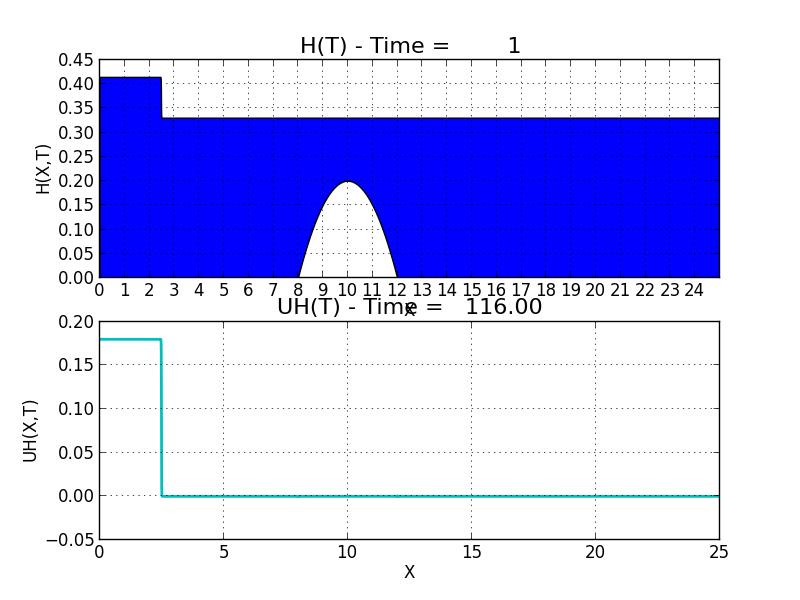 H(T) - Time =        1
0.45
0.40
0.35
0.30
0.25
0.20
0.15
0.10
0.05
0.00
H(X,T)
0 1 2 3 4 5 6 7 8 9 10 11 12 13 14 15 16 17 18 19 20 21 22 23 24
X
UH(T) - Time =   116.00
0.20
0.15
0.10
0.05
0.00
−0.05
UH(X,T)
0 5 10 15 20 25
X